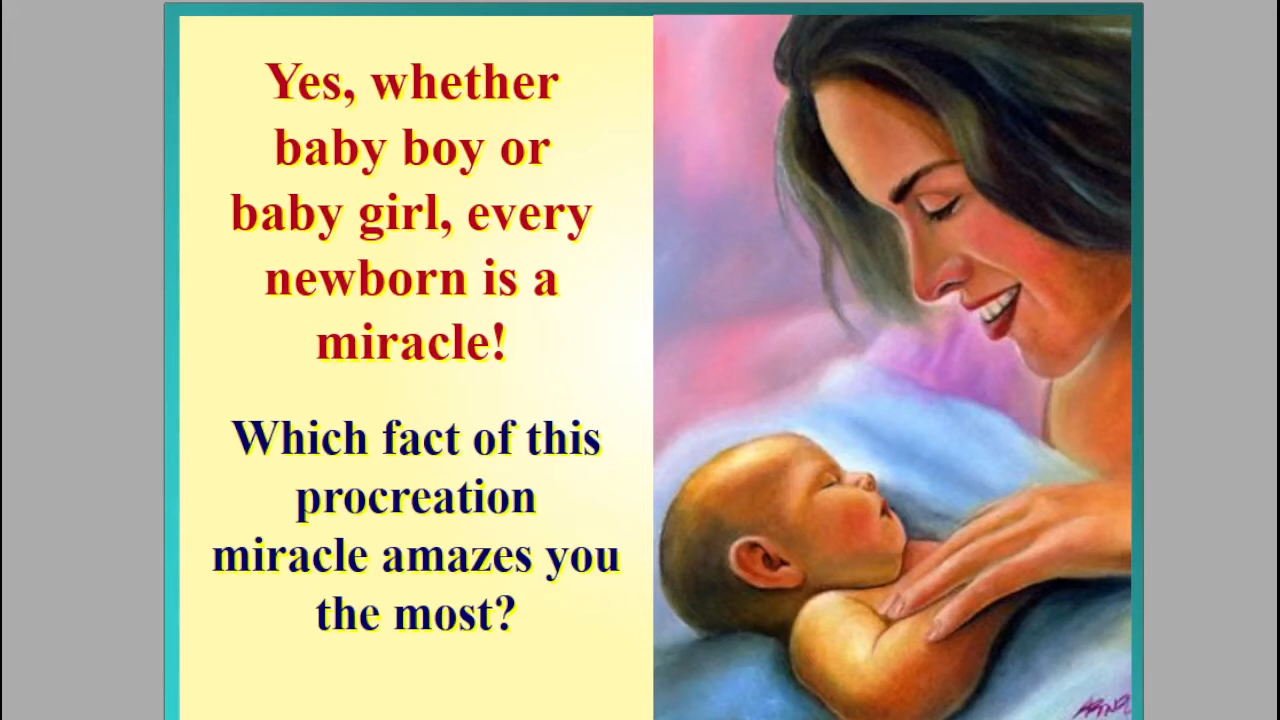 Yes, whether
baby boy or
baby girl, every
newborn is a
miracle!
Which fact of this
procreation
miracle amazes you
the most?